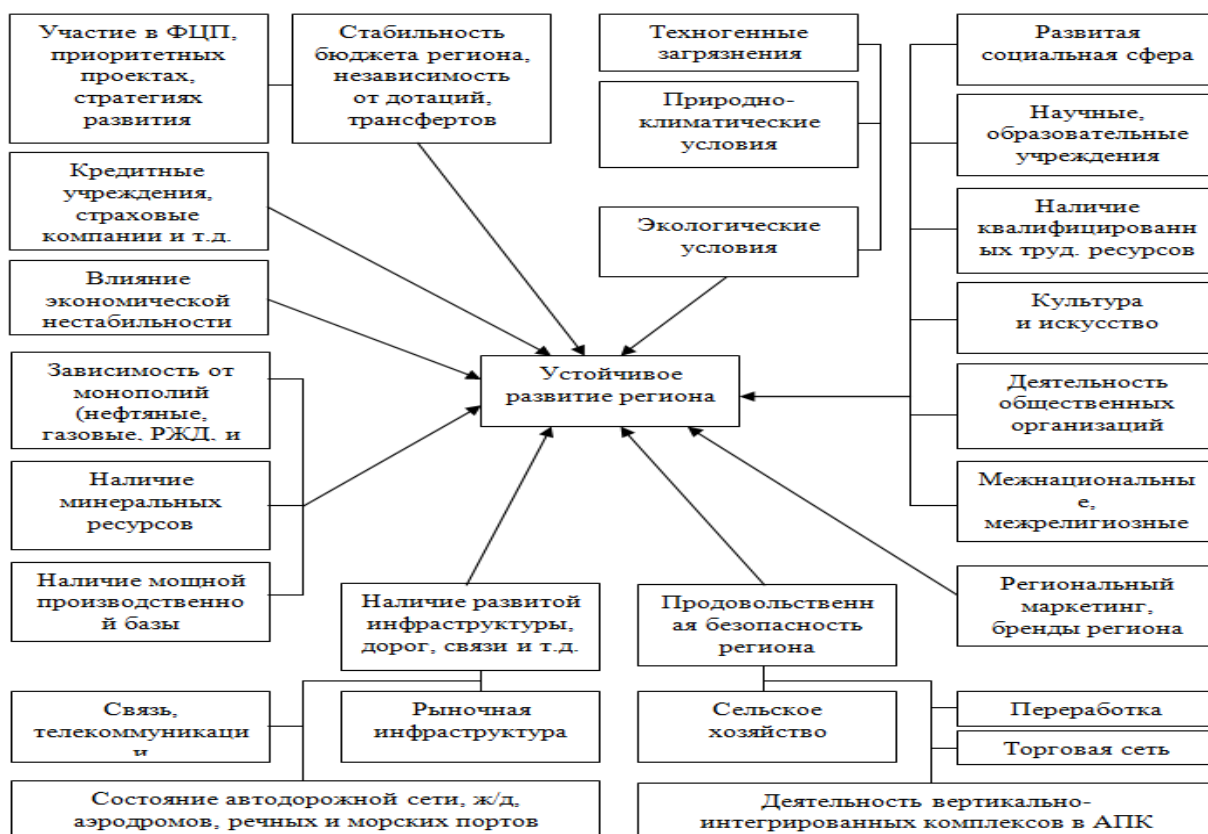 Участие в ФЦП,
приоритетных
проектах,
стратегиях
развития
Стабильность
бюджета региона,
независимость
от дотаций,
трансфертов
Техногенные
загрязнения
Развитая
социальная сфера
Природно-
климатические
условия
Научные,
образовательные
учреждения
Кредитные
учреждения,
страховые
компании и т.д.
Экологические
условия
Наличие
квалифицированн
ых труд. ресурсов
Влияние
экономической
нестабильности
Культура
и искусство
Зависимость от
монополий
(нефтяные,
газовые, РЖД, и
Устойчивое
развитие региона
Деятельность
общественных
организаций
Наличие
минеральных
ресурсов
Межнациональны
е,
межрелигиозные
Наличие мощной
производственно
й базы
Наличие развитой
инфраструктуры,
дорог, связи и т.д.
Продовольственн
ая безопасность
региона
Региональный
маркетинг,
бренды региона
Связь,
телекоммуникаци
и
Рыночная
инфраструктура
Сельское
хозяйство
Переработка
Торговая сеть
Состояние автодорожной сети, ж/д,
аэродромов, речных и морских портов
Деятельность вертикально-
интегрированных комплексов в АПК